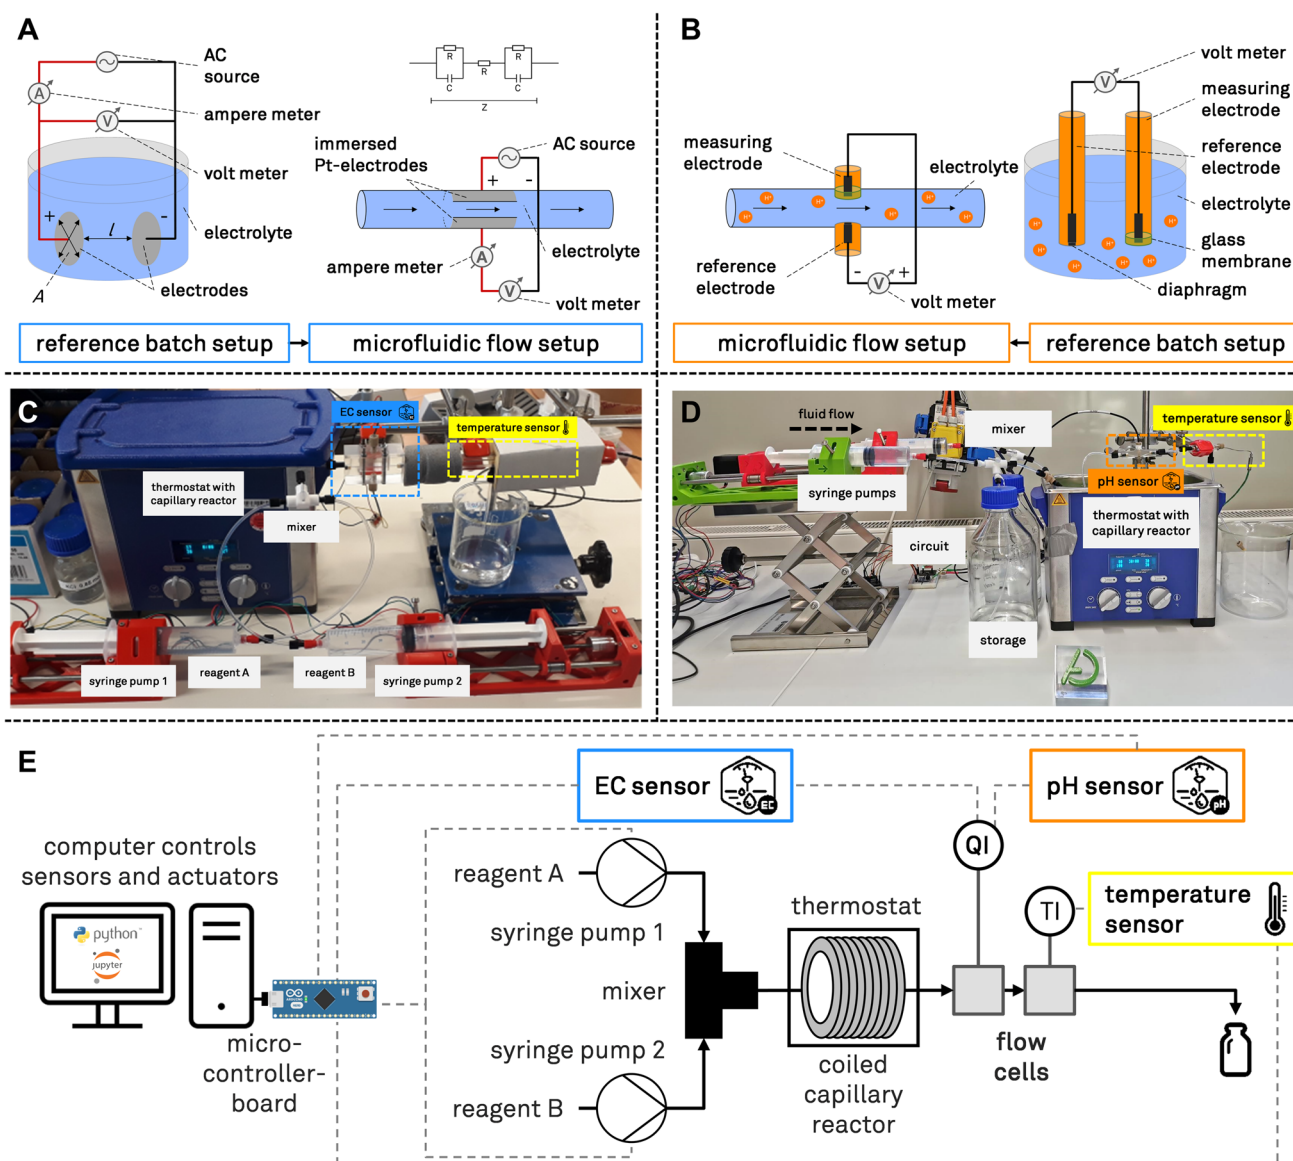 A
AC
source
A
ampere meter
V
volt meter
+
-
l
electrolyte
A
electrodes
R
R
R
C
C
Z
immersed
Pt-electrodes
AC source
+
-
A
ampere meter
electrolyte
V
volt meter
reference batch setup
microfluidic flow setup
B
volt meter
V
measuring
electrode
measuring
electrode
electrolyte
reference
electrode
H⁺
H⁺
H⁺
H⁺
H⁺
H⁺
electrolyte
reference
electrode
-
+
V
volt meter
H⁺
H⁺
H⁺
H⁺
H⁺
H⁺
glass
membrane
diaphragm
microfluidic flow setup
reference batch setup
C
EC sensor
temperature sensor
thermostat with
capillary reactor
mixer
reagent A
reagent B
syringe pump 1
syringe pump 2
D
fluid flow
mixer
temperature sensor
syringe pumps
pH sensor
thermostat with
capillary reactor
circuit
storage
E
EC sensor
EC
pH sensor
pH
computer controls
sensors and actuators
python
jupyter
micro-
controller-
board
reagent A
syringe pump 1
mixer
syringe pump 2
reagent B
thermostat
coiled
capillary
reactor
QI
TI
temperature
sensor
flow
cells